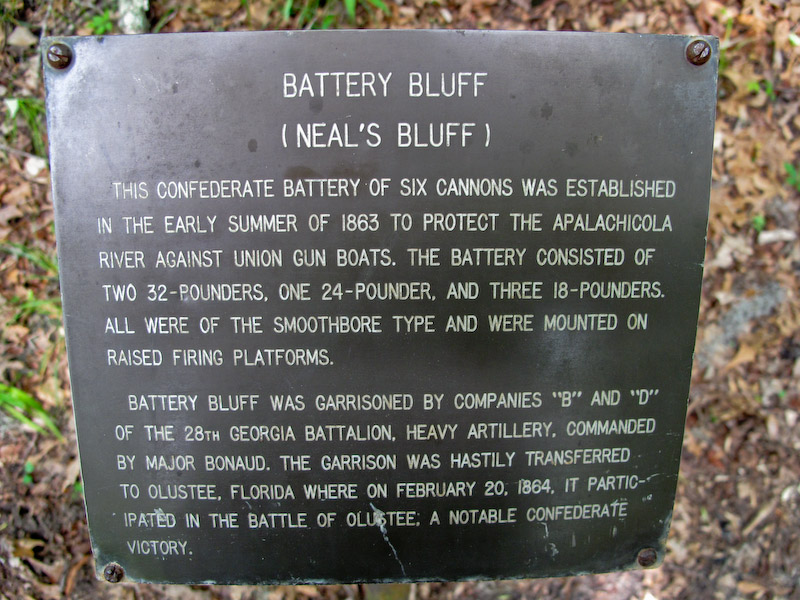 BATTERY BLUFF
(NEAL'S BLUFF)
THIS CONFEDERATE BATTERY OF SIX CANNONS WAS ESTABLISHED
IN THE EARLY SUMMER OF 1863 TO PROTECT THE APALACHICOLA
RIVER AGAINST UNION GUN BOATS. THE BATTERY CONSISTED OF
TWO 32-POUNDERS, ONE 24-POUNDER, AND THREE 18-POUNDERS.
ALL WERE OF THE SMOOTHBORE TYPE AND WERE MOUNTED ON
RAISED FIRING PLATFORMS.
BATTERY BLUFF WAS GARRISONED BY COMPANIES "B" AND "D"
OF THE 28TH GEORGIA BATTALION, HEAVY ARTILLERY, COMMANDED
BY MAJOR BONAUD. THE GARRISON WAS HASTILY TRANSFERRED
TO OLUSTEE, FLORIDA WHERE ON FEBRUARY 20, 1864, IT PARTIC-
IPATED IN THE BATTLE OF OLUSTEE; A NOTABLE CONFEDERATE
VICTORY.